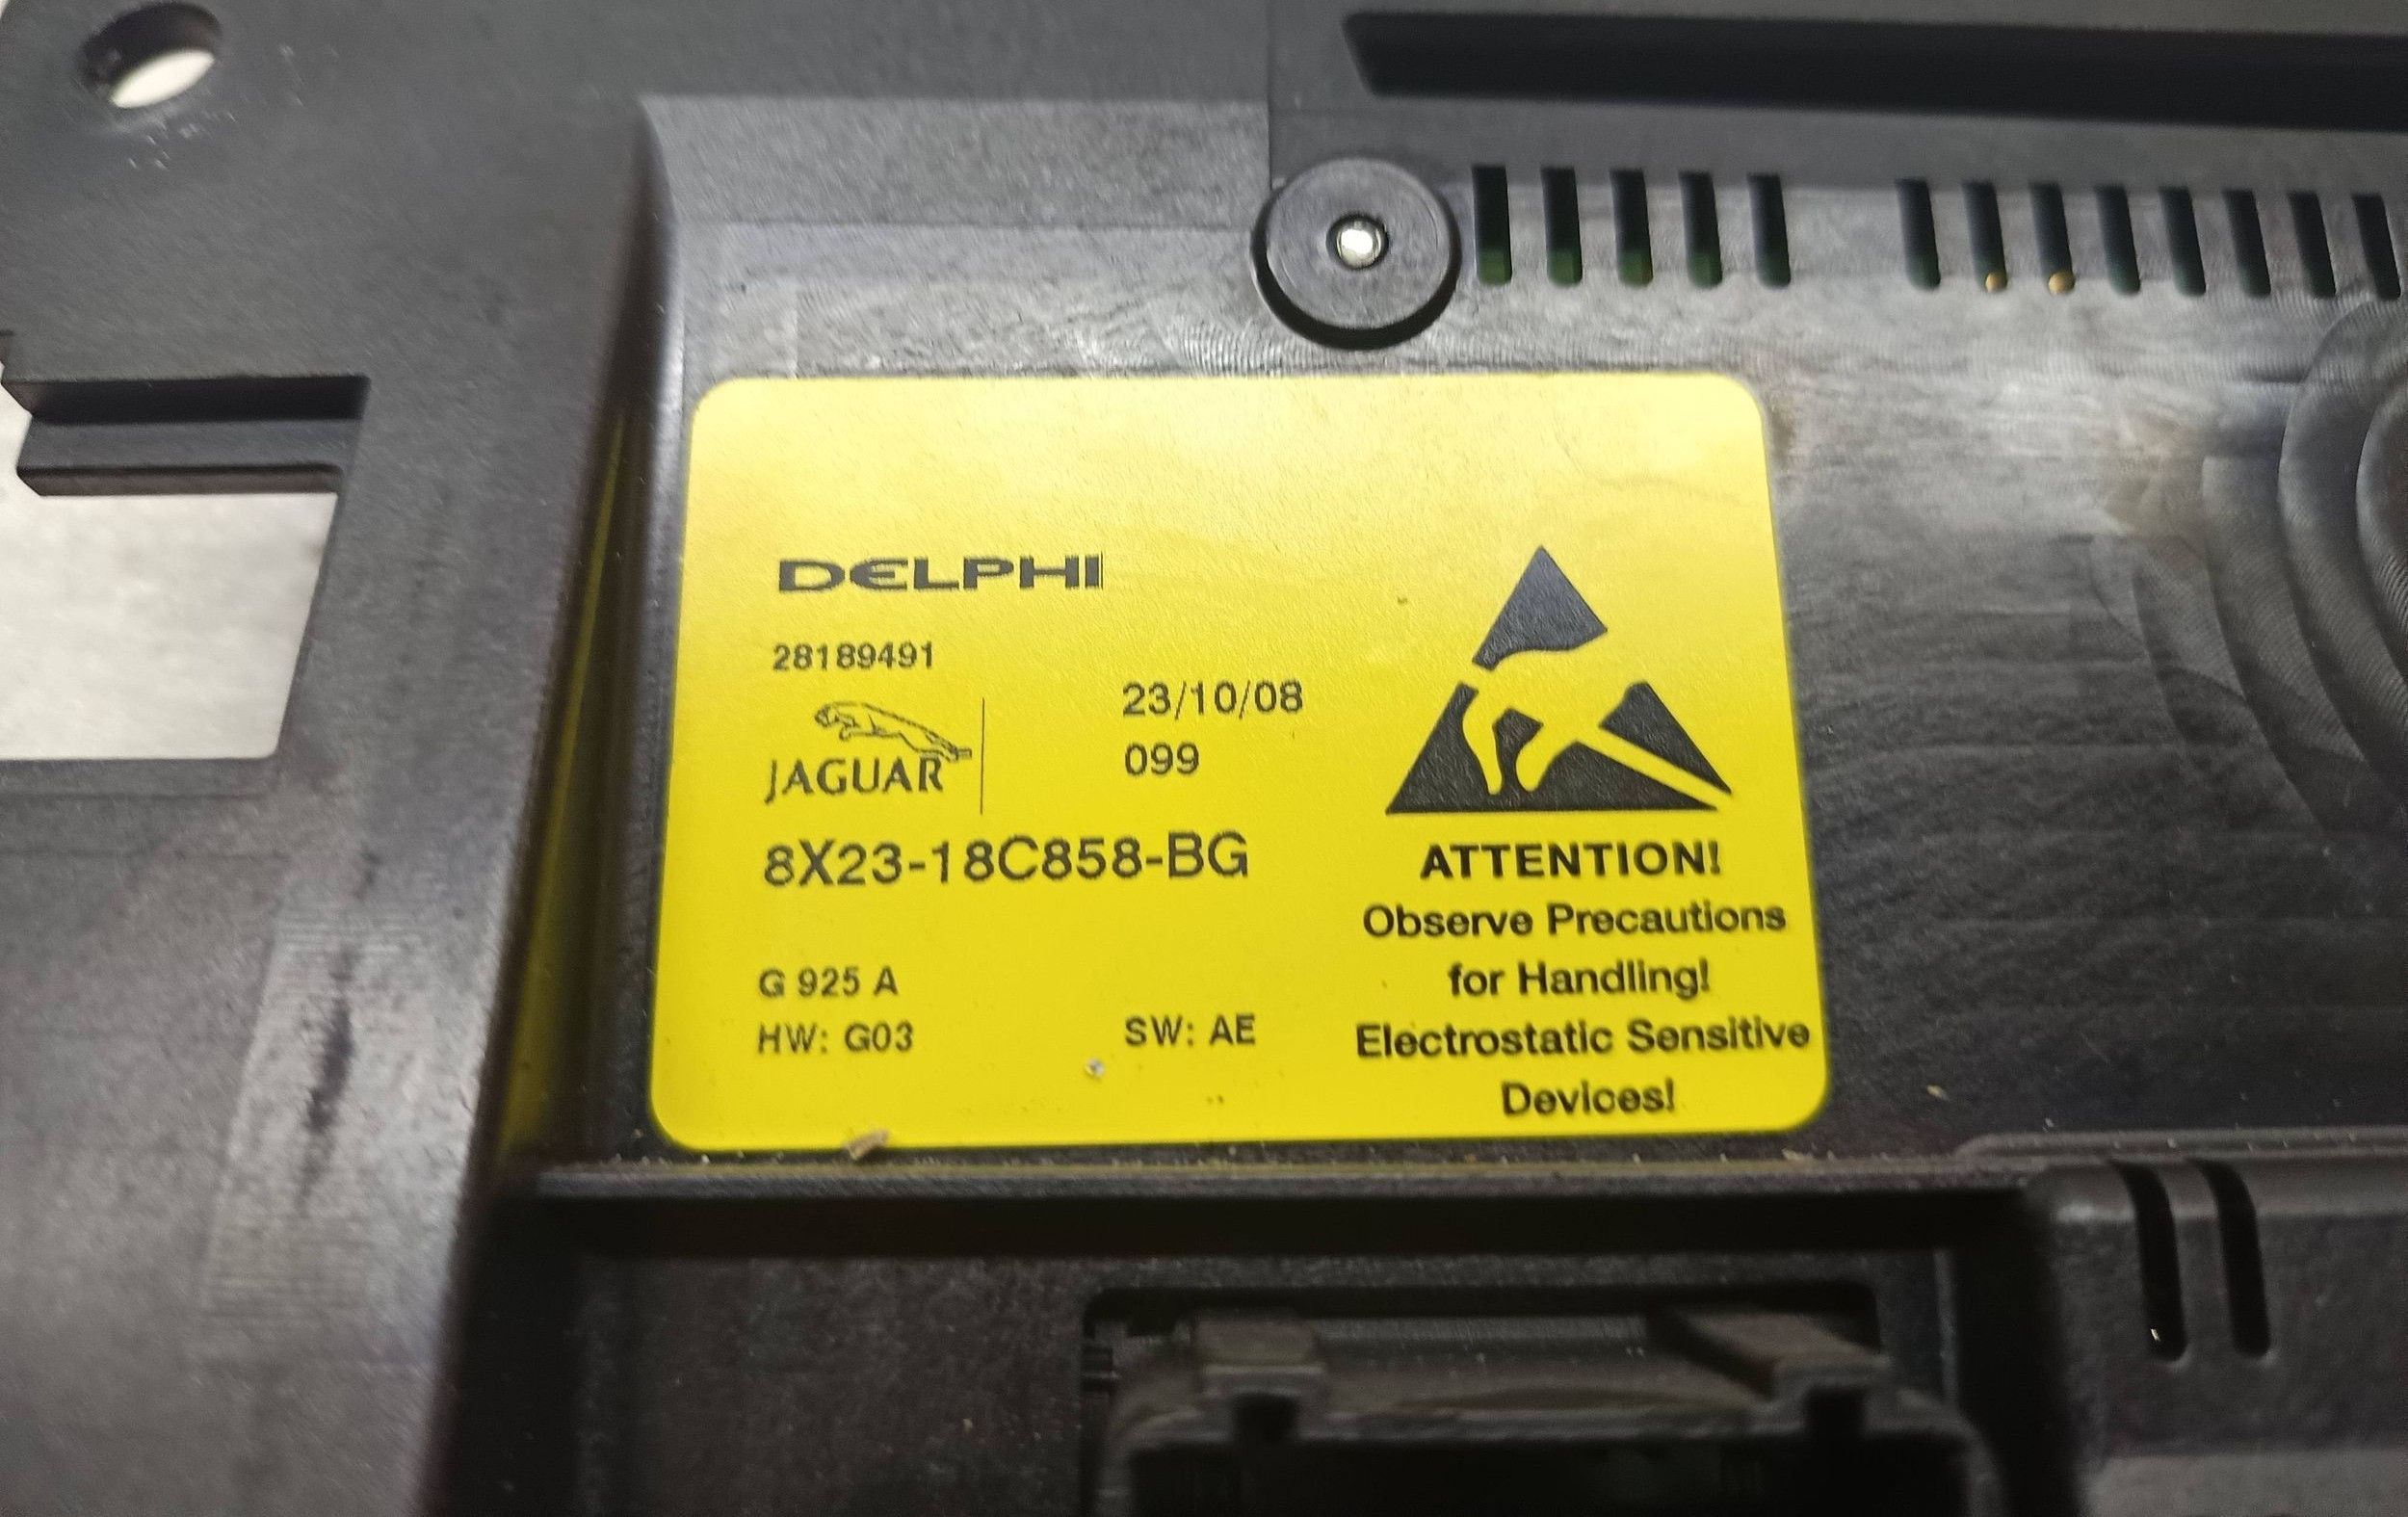 DELPHI
28189491
23/10/08
JAGUAR
099
8X23-18C858-BG
G 925 A
HW: G03
SW: AE
ATTENTION!
Observe Precautions
for Handling!
Electrostatic Sensitive
Devices!